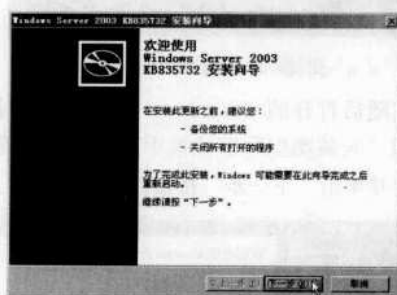 Windows Server 2003 KB835732 安装向导
欢迎使用
Windows Server 2003
KB835732 安装向导
在安装此更新之前，建议您：
- 备份您的系统
- 关闭所有打开的程序
为了完成此安装，Windows 可能需要在此向导完成之后
重新启动。
继续请按“下一步”。
下一步(N)
取消